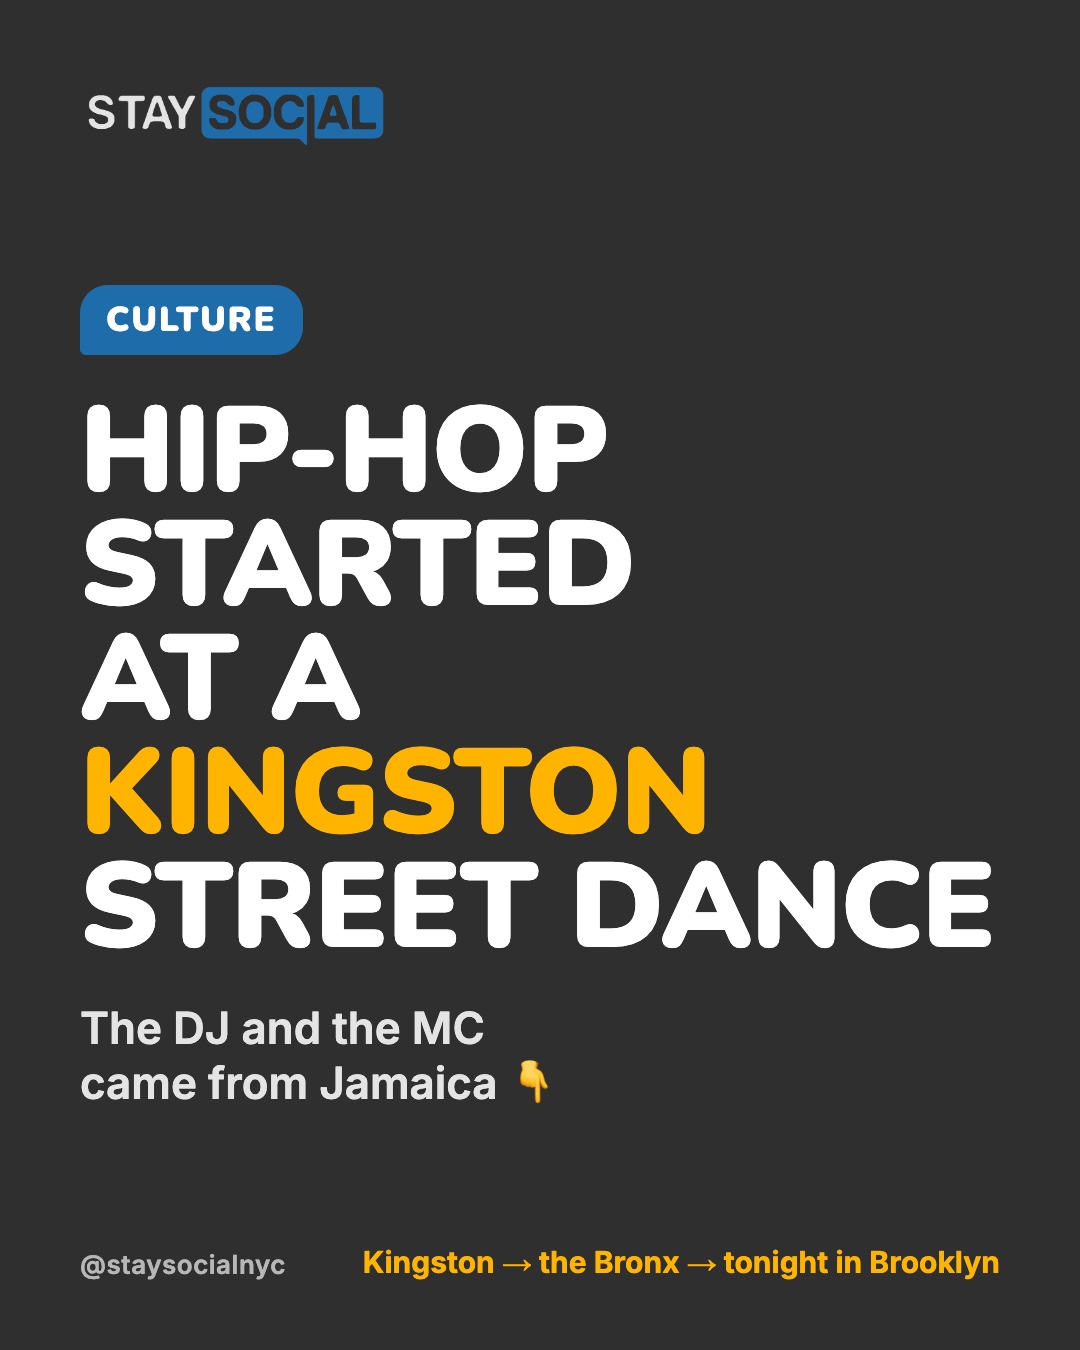 STAY SOCIAL
CULTURE
HIP-HOP
STARTED
AT A
KINGSTON
STREET DANCE
The DJ and the MC
came from Jamaica 👇
@staysocialnyc
Kingston → the Bronx → tonight in Brooklyn